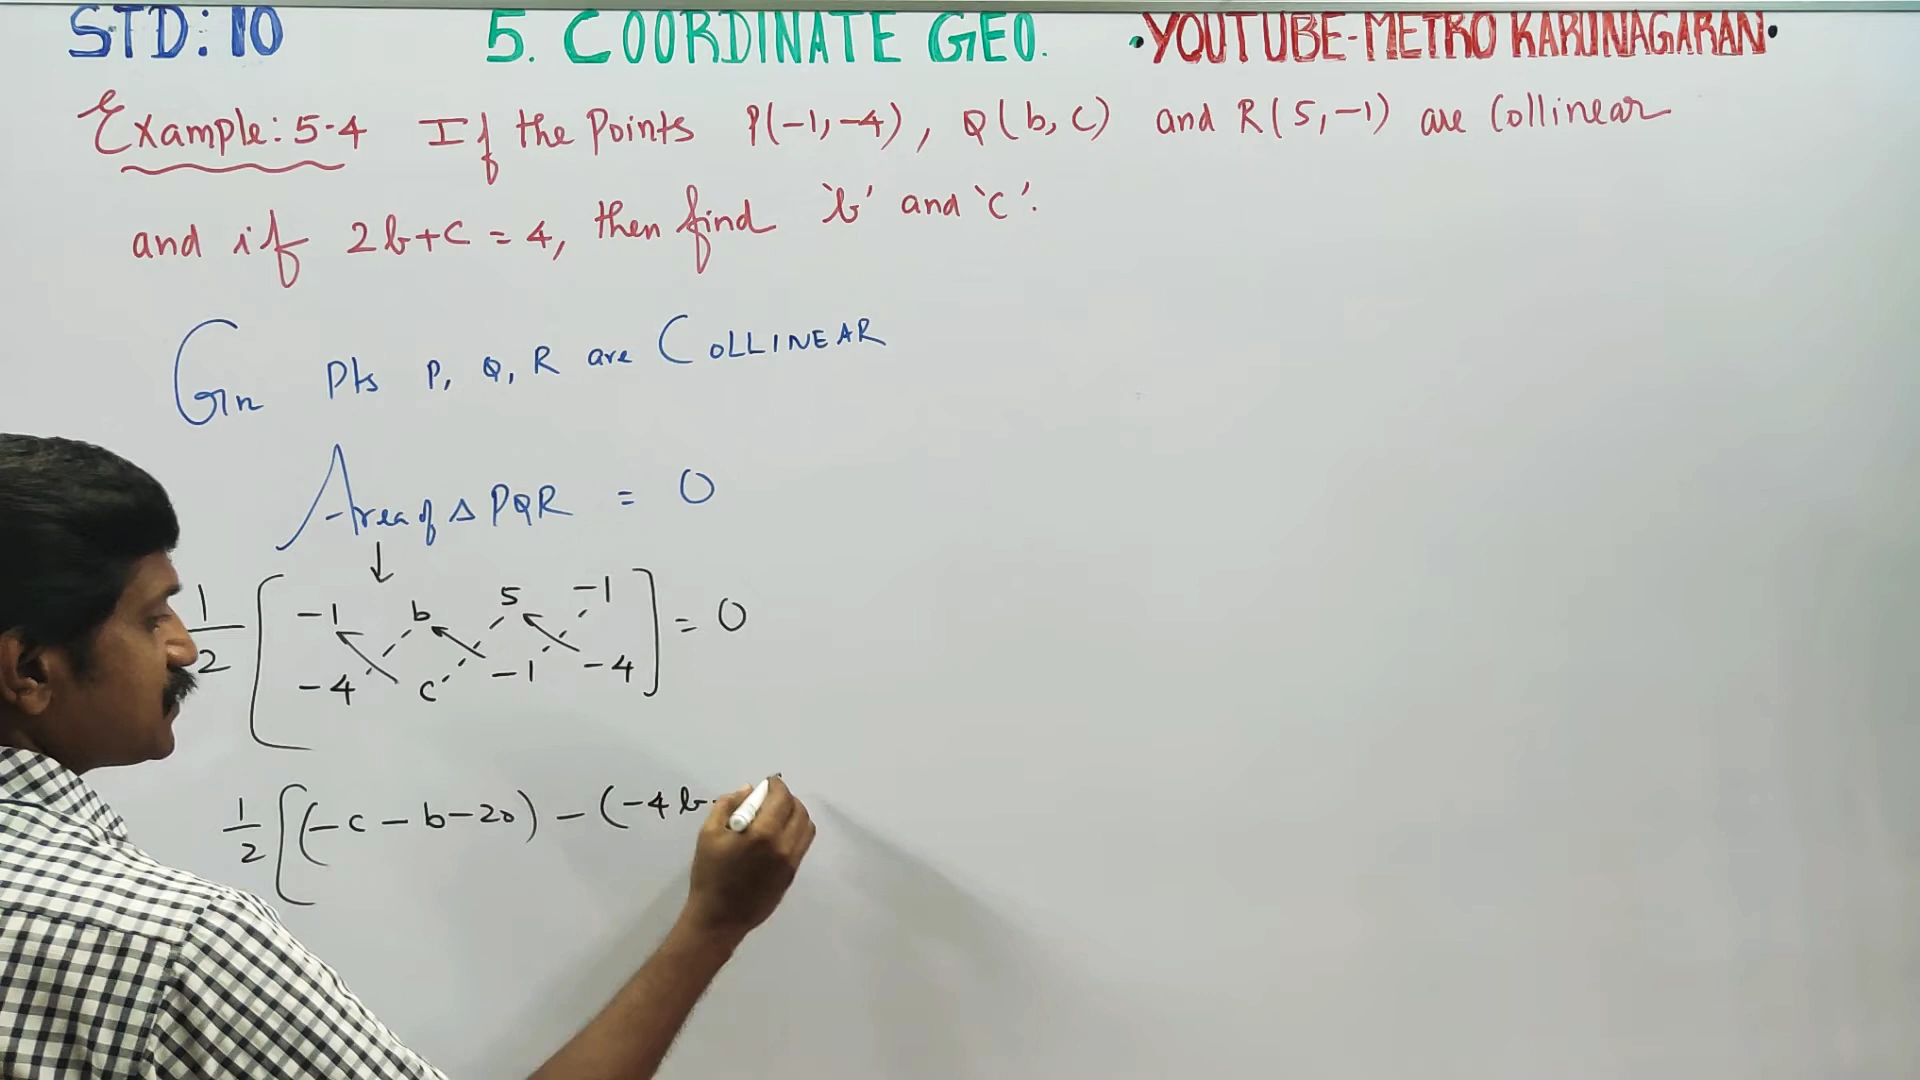 STD: 10 5. COORDINATE GEO. •YOUTUBE-METRO KARUNAGARAN•
Example: 5-4 If the Points P(-1,-4), Q(b,c) and R(5,-1) are Collinear
and if 2b+c = 4, then find 'b' and 'c'.
Gn Pts P, Q, R are COLLINEAR
Area of Δ PQR = 0
↓
1/2 [ -1 b 5 -1 ] = 0
-4 c -1 -4
1/2 [ (-c - b - 20) - (-4b